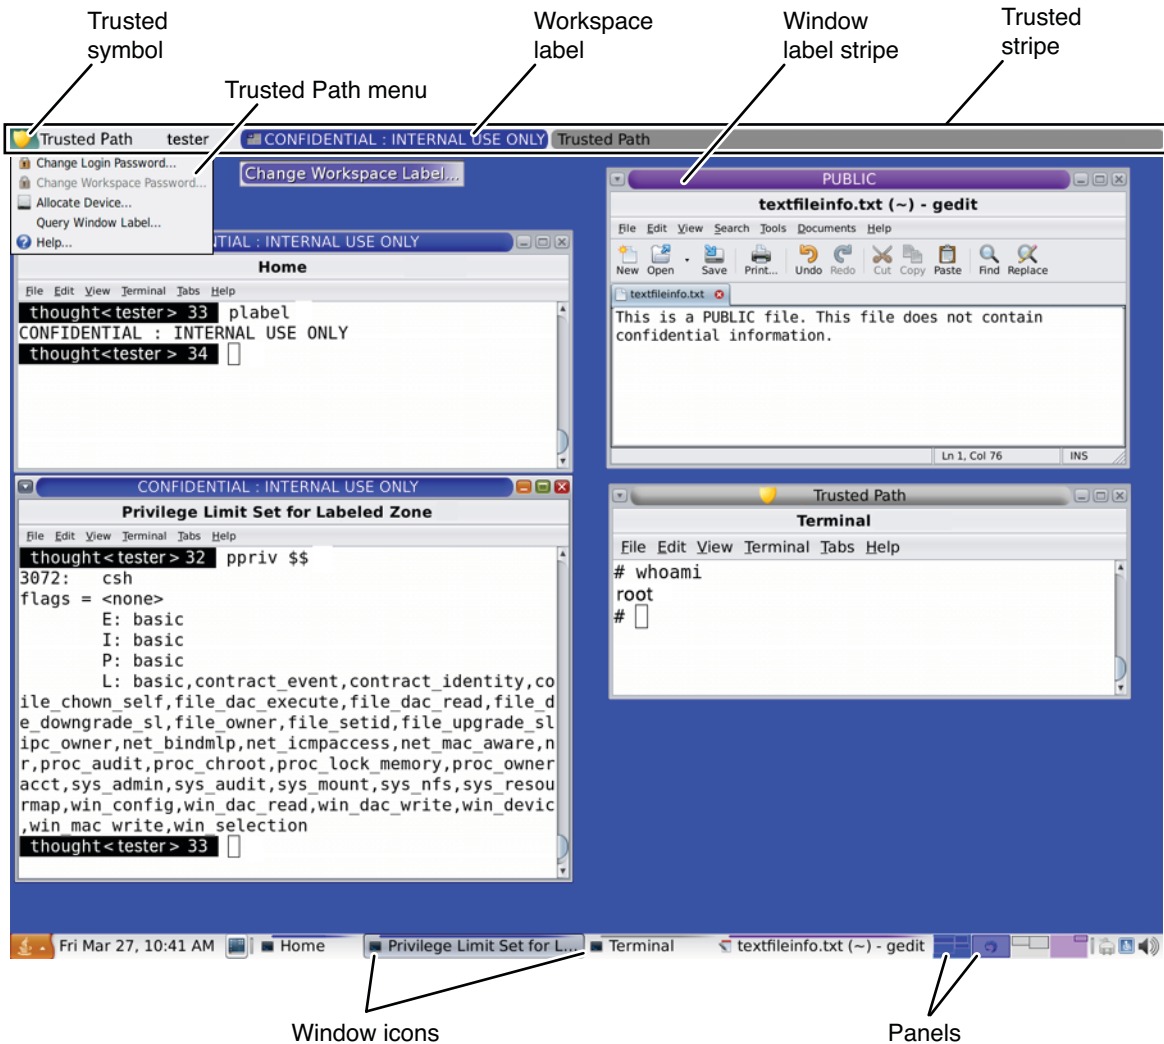 Trusted symbol
Workspace label
Window label stripe
Trusted stripe
Trusted Path menu
Trusted Path tester CONFIDENTIAL : INTERNAL USE ONLY Trusted Path
Change Login Password...
Change Workspace Password...
Allocate Device...
Query Window Label...
Help...
Change Workspace Label...
TIAL : INTERNAL USE ONLY
Home
File Edit View Terminal Tabs Help
thought<tester> 33 plabel
CONFIDENTIAL : INTERNAL USE ONLY
thought<tester> 34
PUBLIC
textfileinfo.txt (~) - gedit
File Edit View Search Tools Documents Help
New Open Save Print... Undo Redo Cut Copy Paste Find Replace
textfileinfo.txt
This is a PUBLIC file. This file does not contain
confidential information.
Ln 1, Col 76 INS
CONFIDENTIAL : INTERNAL USE ONLY
Privilege Limit Set for Labeled Zone
File Edit View Terminal Tabs Help
thought<tester> 32 ppriv $$
3072: csh
flags = <none>
E: basic
I: basic
P: basic
L: basic,contract_event,contract_identity,co
ile_chown_self,file_dac_execute,file_dac_read,file_d
e_downgrade_sl,file_owner,file_setid,file_upgrade_sl
ipc_owner,net_bindmlp,net_icmpaccess,net_mac_aware,n
r,proc_audit,proc_chroot,proc_lock_memory,proc_owner
acct,sys_admin,sys_audit,sys_mount,sys_nfs,sys_resou
rmap,win_config,win_dac_read,win_dac_write,win_devic
,win_mac write,win_selection
thought<tester> 33
Trusted Path
Terminal
File Edit View Terminal Tabs Help
# whoami
root
#
Fri Mar 27, 10:41 AM Home Privilege Limit Set for L... Terminal textfileinfo.txt (~) - gedit
Window icons
Panels